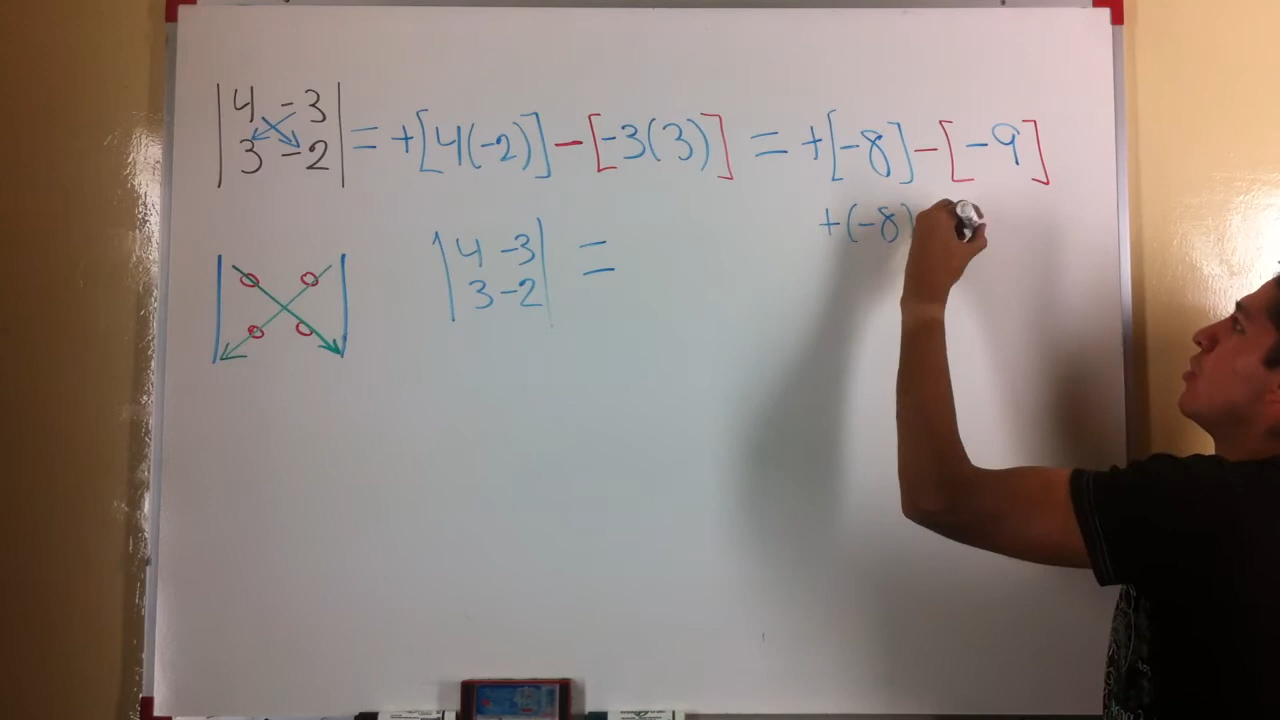 |4 -3| = +[4(-2)] - [-3(3)] = +[-8] - [-9]
|3 -2|
+(-8)
|4 -3| =
|3 -2|